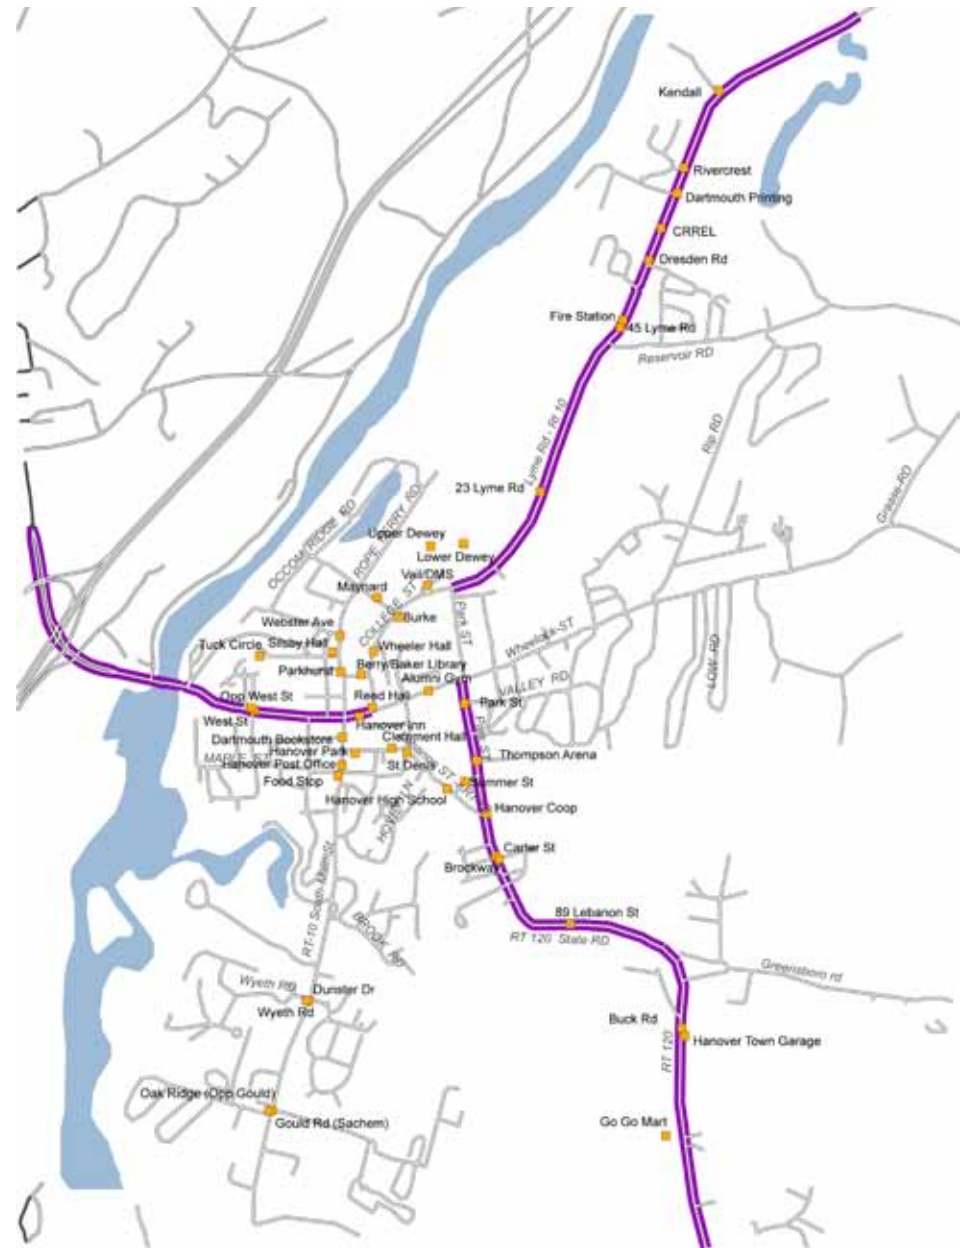 Kendall
Rivercrest
Dartmouth Printing
CRREL
Dresden Rd
Fire Station
45 Lyme Rd
Reservoir RD
Lyme Rd - Rt 10
Rip RD
Grasse RD
23 Lyme Rd
OCCOM RIDGE RD
ROPE FERRY RD
Upper Dewey
Lower Dewey
Vail/DMS
Maynard
COLLEGE ST
Burke
Park ST
Webster Ave
Silsby Hall
Tuck Circle
Wheeler Hall
Wheelock ST
Parkhurst
Berry/Baker Library
Alumni Gym
VALLEY RD
LOW RD
Opp West St
Reed Hall
Park St
West St
Hanover Inn
Dartmouth Bookstore
Clement Hall
Hanover Park
MAPLE ST
Hanover Post Office
St Denis
Thompson Arena
Food Stop
Summer St
Hanover High School
Hanover Coop
Carter St
Brockway
RT-10 South Main St
89 Lebanon St
RT 120 State RD
BROOK RD
Greensboro rd
Wyeth RD
Dunster Dr
Wyeth Rd
Buck Rd
Hanover Town Garage
RT 120
Oak Ridge (Opp Gould)
Gould Rd (Sachem)
Go Go Mart